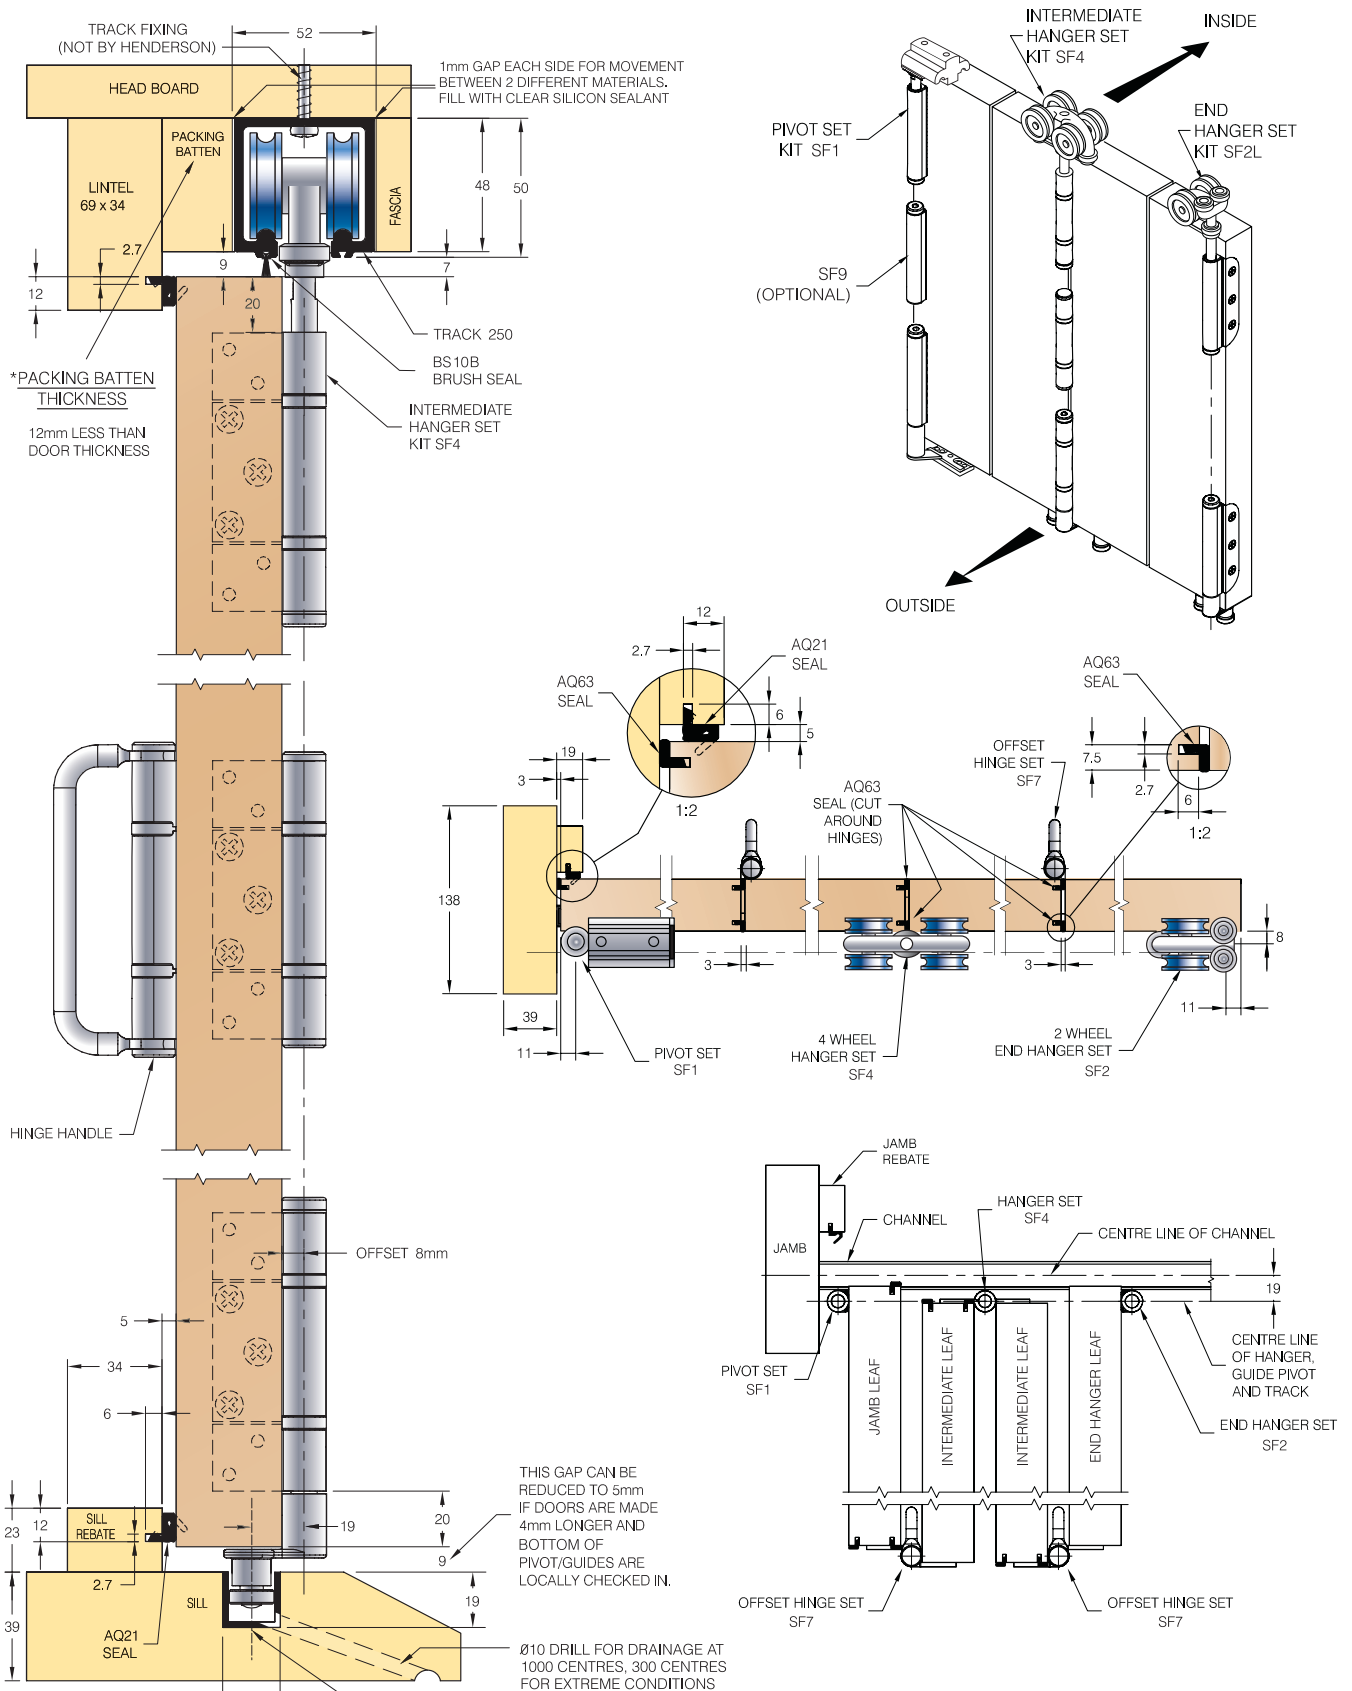 TRACK FIXING
(NOT BY HENDERSON)
52
1mm GAP EACH SIDE FOR MOVEMENT
BETWEEN 2 DIFFERENT MATERIALS.
FILL WITH CLEAR SILICON SEALANT
HEAD BOARD
PACKING
BATTEN
LINTEL
69 x 34
FASCIA
48
50
2.7
12
9
7
20
TRACK 250
BS10B
BRUSH SEAL
*PACKING BATTEN
THICKNESS
12mm LESS THAN
DOOR THICKNESS
INTERMEDIATE
HANGER SET
KIT SF4
HINGE HANDLE
OFFSET 8mm
5
34
6
23
12
SILL
REBATE
2.7
39
AQ21
SEAL
SILL
19
20
9
19
THIS GAP CAN BE
REDUCED TO 5mm
IF DOORS ARE MADE
4mm LONGER AND
BOTTOM OF
PIVOT/GUIDES ARE
LOCALLY CHECKED IN.
Ø10 DRILL FOR DRAINAGE AT
1000 CENTRES, 300 CENTRES
FOR EXTREME CONDITIONS
INTERMEDIATE
HANGER SET
KIT SF4
INSIDE
END
HANGER SET
KIT SF2L
PIVOT SET
KIT SF1
SF9
(OPTIONAL)
OUTSIDE
12
2.7
AQ21
SEAL
AQ63
SEAL
6
5
1:2
19
3
138
39
11
PIVOT SET
SF1
3
AQ63
SEAL (CUT
AROUND
HINGES)
OFFSET
HINGE SET
SF7
AQ63
SEAL
7.5
2.7
6
1:2
4 WHEEL
HANGER SET
SF4
3
2 WHEEL
END HANGER SET
SF2
8
11
JAMB
REBATE
CHANNEL
HANGER SET
SF4
CENTRE LINE OF CHANNEL
JAMB
19
PIVOT SET
SF1
JAMB LEAF
INTERMEDIATE LEAF
INTERMEDIATE LEAF
END HANGER LEAF
CENTRE LINE
OF HANGER,
GUIDE PIVOT
AND TRACK
END HANGER SET
SF2
OFFSET HINGE SET
SF7
OFFSET HINGE SET
SF7